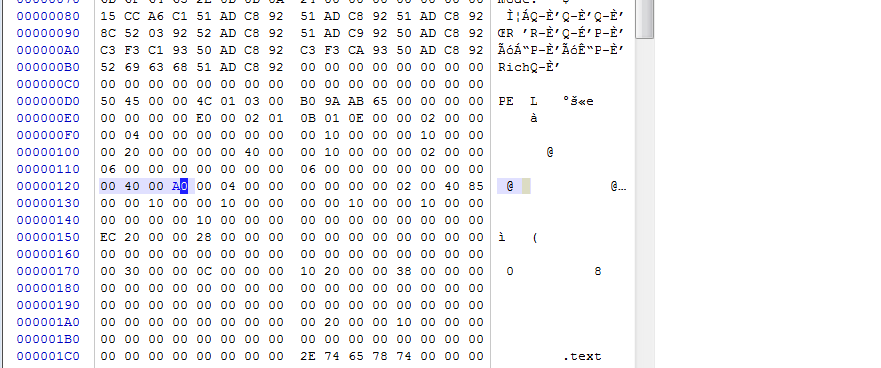 00000080 15 CC A6 C1 51 AD C8 92 51 AD C8 92 51 AD C8 92 Ì¦ÁQ-È’Q-È’Q-È’
00000090 8C 52 03 92 52 AD C8 92 51 AD C9 92 50 AD C8 92 ŒR ’R-È’Q-É’P-È’
000000A0 C3 F3 C1 93 50 AD C8 92 C3 F3 CA 93 50 AD C8 92 ÃóÁ“P-È’ÃóÊ“P-È’
000000B0 52 69 63 68 51 AD C8 92 00 00 00 00 00 00 00 00 RichQ-È’
000000C0 00 00 00 00 00 00 00 00 00 00 00 00 00 00 00 00
000000D0 50 45 00 00 4C 01 03 00 B0 9A AB 65 00 00 00 00 PE L °š«e
000000E0 00 00 00 00 E0 00 02 01 0B 01 0E 00 00 02 00 00 à
000000F0 00 04 00 00 00 00 00 00 00 10 00 00 00 10 00 00
00000100 00 20 00 00 00 00 40 00 00 10 00 00 00 02 00 00 @
00000110 06 00 00 00 00 00 00 00 06 00 00 00 00 00 00 00
00000120 00 40 00 A0 00 04 00 00 00 00 00 00 02 00 40 85 @ @…
00000130 00 00 10 00 00 10 00 00 00 00 10 00 00 10 00 00
00000140 00 00 00 00 10 00 00 00 00 00 00 00 00 00 00 00
00000150 EC 20 00 00 28 00 00 00 00 00 00 00 00 00 00 00 ì (
00000160 00 00 00 00 00 00 00 00 00 00 00 00 00 00 00 00
00000170 00 30 00 00 0C 00 00 00 10 20 00 00 38 00 00 00 0 8
00000180 00 00 00 00 00 00 00 00 00 00 00 00 00 00 00 00
00000190 00 00 00 00 00 00 00 00 00 00 00 00 00 00 00 00
000001A0 00 00 00 00 00 00 00 00 00 20 00 00 10 00 00 00
000001B0 00 00 00 00 00 00 00 00 00 00 00 00 00 00 00 00
000001C0 00 00 00 00 00 00 00 00 2E 74 65 78 74 00 00 00 .text